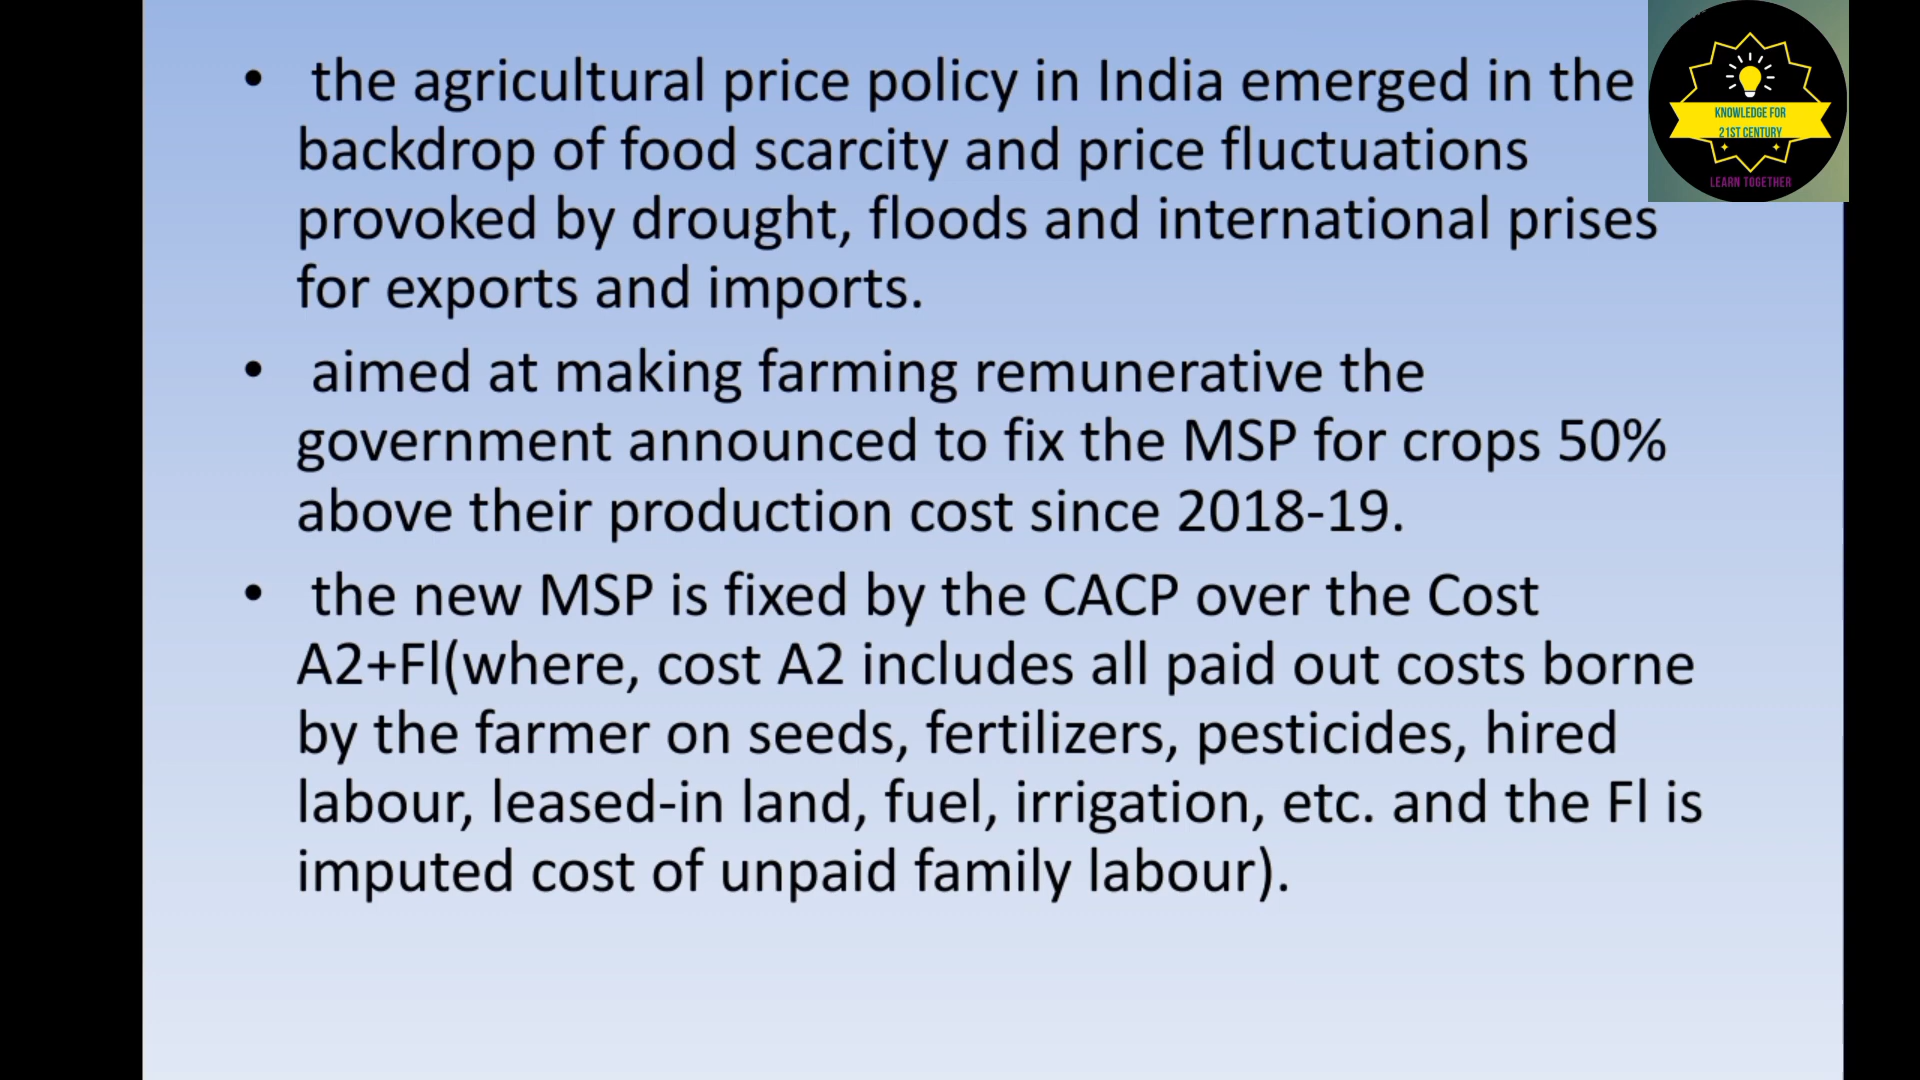 • the agricultural price policy in India emerged in the
backdrop of food scarcity and price fluctuations
provoked by drought, floods and international prises
for exports and imports.
• aimed at making farming remunerative the
government announced to fix the MSP for crops 50%
above their production cost since 2018-19.
• the new MSP is fixed by the CACP over the Cost
A2+Fl(where, cost A2 includes all paid out costs borne
by the farmer on seeds, fertilizers, pesticides, hired
labour, leased-in land, fuel, irrigation, etc. and the Fl is
imputed cost of unpaid family labour).
KNOWLEDGE FOR
21ST CENTURY
LEARN TOGETHER